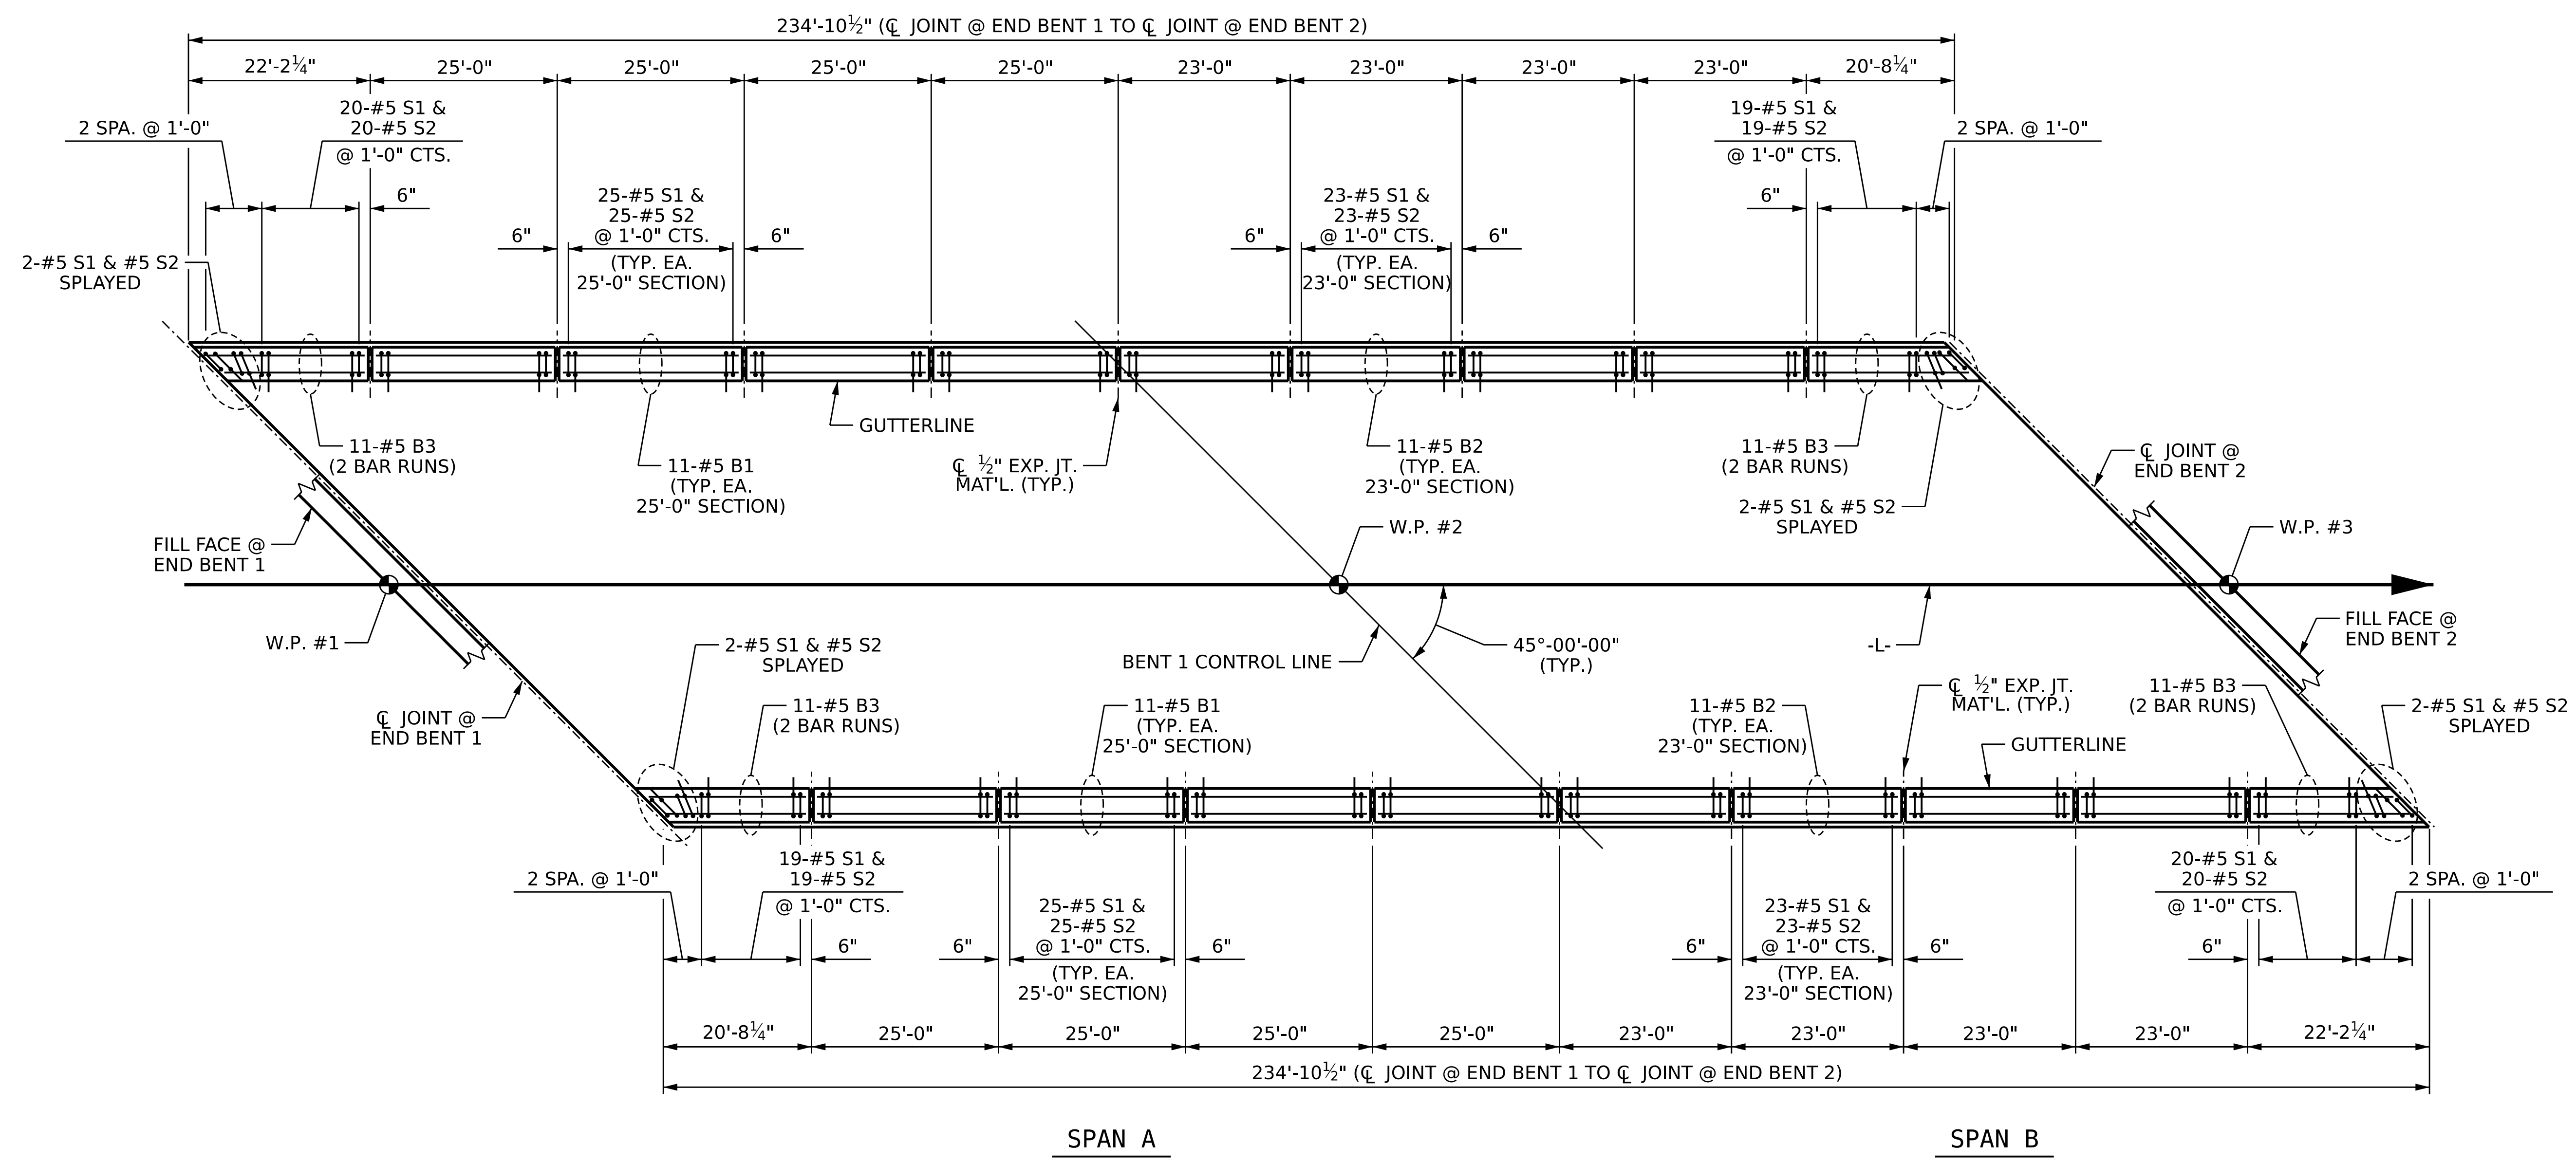 234'-10½" (℄ JOINT @ END BENT 1 TO ℄ JOINT @ END BENT 2)
22'-2¼"
25'-0"
25'-0"
25'-0"
25'-0"
23'-0"
23'-0"
23'-0"
23'-0"
20'-8¼"
2 SPA. @ 1'-0"
20-#5 S1 &
20-#5 S2
@ 1'-0" CTS.
6"
19-#5 S1 &
19-#5 S2
@ 1'-0" CTS.
2 SPA. @ 1'-0"
6"
6"
25-#5 S1 &
25-#5 S2
@ 1'-0" CTS.
(TYP. EA.
25'-0" SECTION)
6"
6"
23-#5 S1 &
23-#5 S2
@ 1'-0" CTS.
(TYP. EA.
23'-0" SECTION)
6"
2-#5 S1 & #5 S2
SPLAYED
11-#5 B3
(2 BAR RUNS)
11-#5 B1
(TYP. EA.
25'-0" SECTION)
GUTTERLINE
℄ ½" EXP. JT.
MAT'L. (TYP.)
11-#5 B2
(TYP. EA.
23'-0" SECTION)
11-#5 B3
(2 BAR RUNS)
2-#5 S1 & #5 S2
SPLAYED
℄ JOINT @
END BENT 2
FILL FACE @
END BENT 1
W.P. #2
W.P. #3
W.P. #1
2-#5 S1 & #5 S2
SPLAYED
BENT 1 CONTROL LINE
45°-00'-00"
(TYP.)
-L-
FILL FACE @
END BENT 2
℄ JOINT @
END BENT 1
11-#5 B3
(2 BAR RUNS)
11-#5 B1
(TYP. EA.
25'-0" SECTION)
11-#5 B2
(TYP. EA.
23'-0" SECTION)
℄ ½" EXP. JT.
MAT'L. (TYP.)
GUTTERLINE
11-#5 B3
(2 BAR RUNS)
2-#5 S1 & #5 S2
SPLAYED
2 SPA. @ 1'-0"
19-#5 S1 &
19-#5 S2
@ 1'-0" CTS.
6"
6"
25-#5 S1 &
25-#5 S2
@ 1'-0" CTS.
(TYP. EA.
25'-0" SECTION)
6"
6"
23-#5 S1 &
23-#5 S2
@ 1'-0" CTS.
(TYP. EA.
23'-0" SECTION)
6"
20-#5 S1 &
20-#5 S2
@ 1'-0" CTS.
6"
2 SPA. @ 1'-0"
20'-8¼"
25'-0"
25'-0"
25'-0"
25'-0"
23'-0"
23'-0"
23'-0"
23'-0"
22'-2¼"
234'-10½" (℄ JOINT @ END BENT 1 TO ℄ JOINT @ END BENT 2)
SPAN A
SPAN B